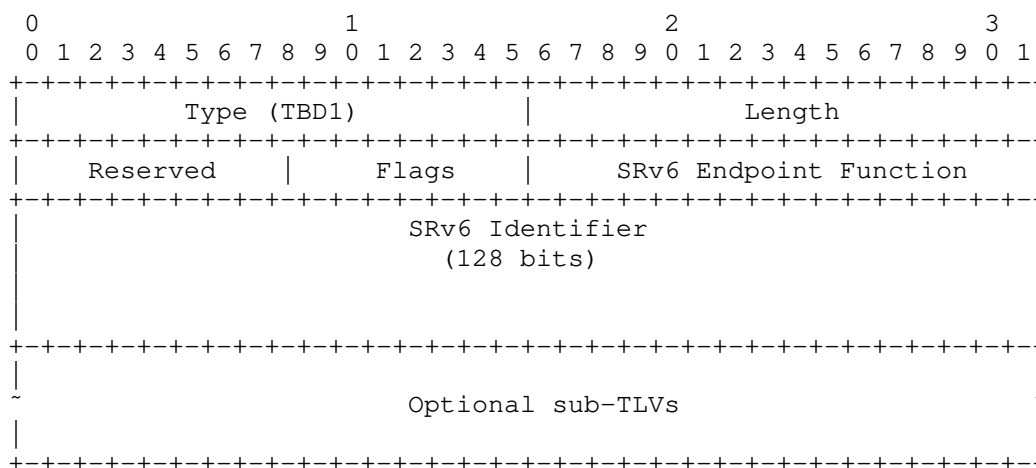 0                   1                   2                   3
 0 1 2 3 4 5 6 7 8 9 0 1 2 3 4 5 6 7 8 9 0 1 2 3 4 5 6 7 8 9 0 1
+-+-+-+-+-+-+-+-+-+-+-+-+-+-+-+-+-+-+-+-+-+-+-+-+-+-+-+-+-+-+-+-
|          Type (TBD1)          |             Length
+-+-+-+-+-+-+-+-+-+-+-+-+-+-+-+-+-+-+-+-+-+-+-+-+-+-+-+-+-+-+-+-
|    Reserved    |     Flags     |     SRv6 Endpoint Function
+-+-+-+-+-+-+-+-+-+-+-+-+-+-+-+-+-+-+-+-+-+-+-+-+-+-+-+-+-+-+-+-
|                        SRv6 Identifier
|                          (128 bits)
|
|
+-+-+-+-+-+-+-+-+-+-+-+-+-+-+-+-+-+-+-+-+-+-+-+-+-+-+-+-+-+-+-+-
|
~                        Optional sub-TLVs
|
+-+-+-+-+-+-+-+-+-+-+-+-+-+-+-+-+-+-+-+-+-+-+-+-+-+-+-+-+-+-+-+-